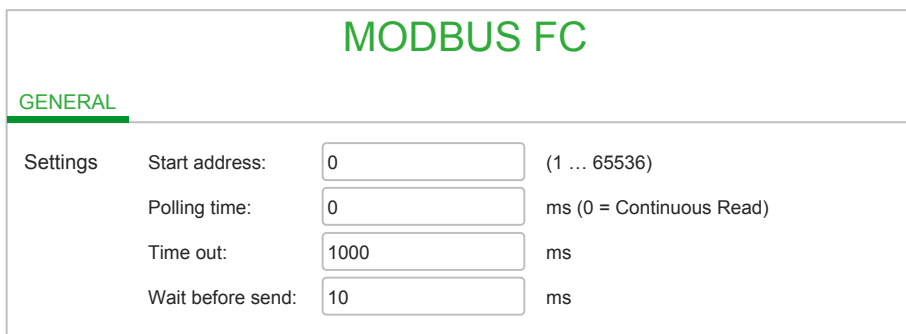 MODBUS FC
GENERAL
Settings Start address: 0 (1 … 65536)
Polling time: 0 ms (0 = Continuous Read)
Time out: 1000 ms
Wait before send: 10 ms